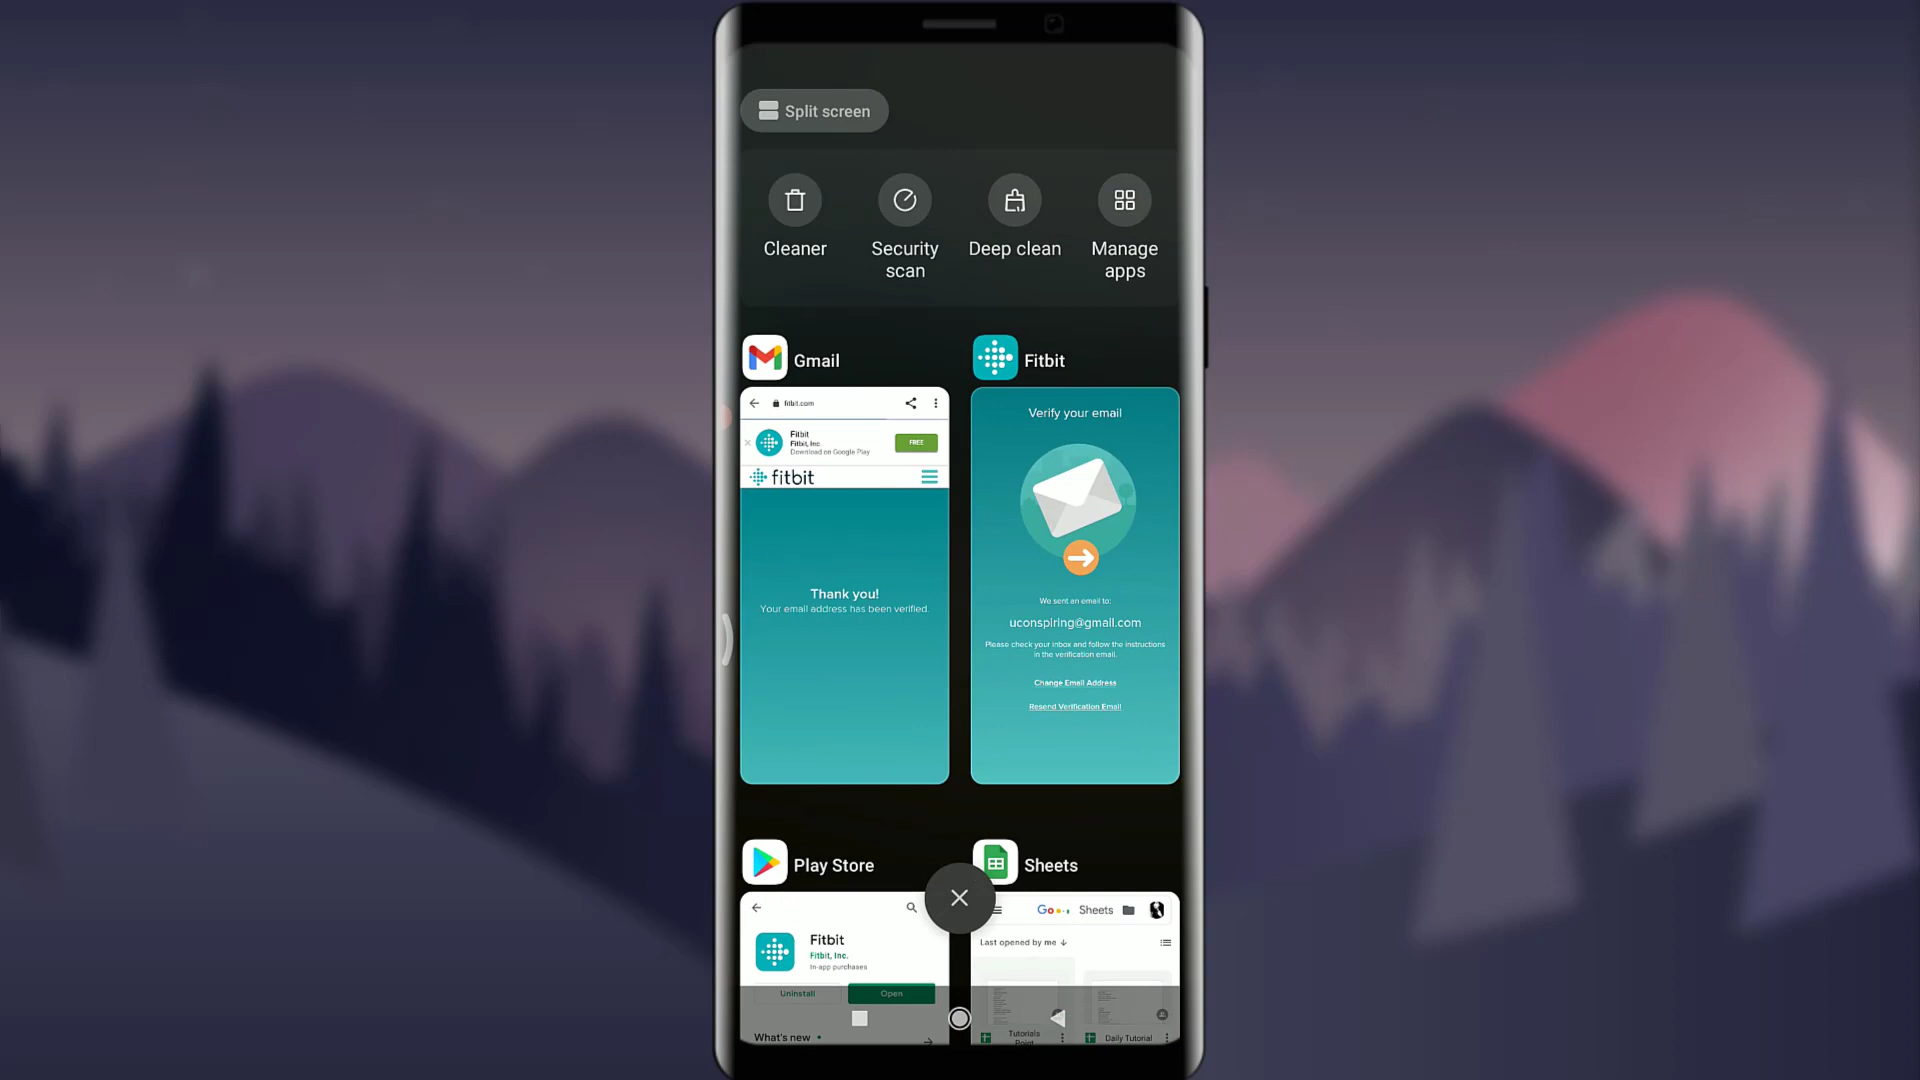 Split screen
Cleaner
Security
scan
Deep clean
Manage
apps
Gmail
Fitbit
fitbit.com
Fitbit
Fitbit, Inc.
Download on Google Play
FREE
fitbit
Thank you!
Your email address has been verified.
Verify your email
We sent an email to:
uconspiring@gmail.com
Please check your inbox and follow the instructions
in the verification email.
Change Email Address
Resend Verification Email
Play Store
Sheets
Fitbit
Fitbit, Inc.
In-app purchases
Uninstall
Open
What's new
Sheets
Last opened by me
Tutorials
Point
Daily Tutorial